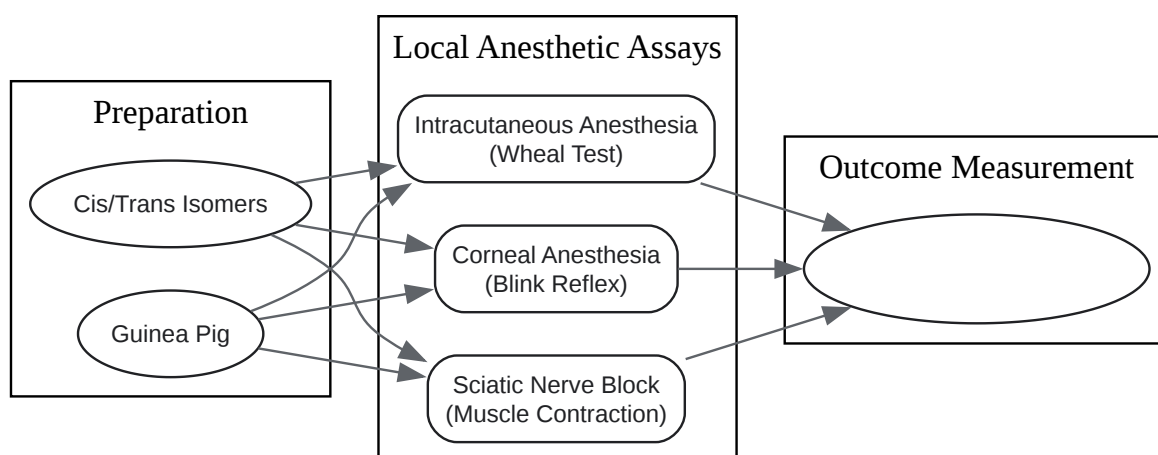 Preparation
Cis/Trans Isomers
Guinea Pig
Local Anesthetic Assays
Intracutaneous Anesthesia
(Wheal Test)
Corneal Anesthesia
(Blink Reflex)
Sciatic Nerve Block
(Muscle Contraction)
Outcome Measurement